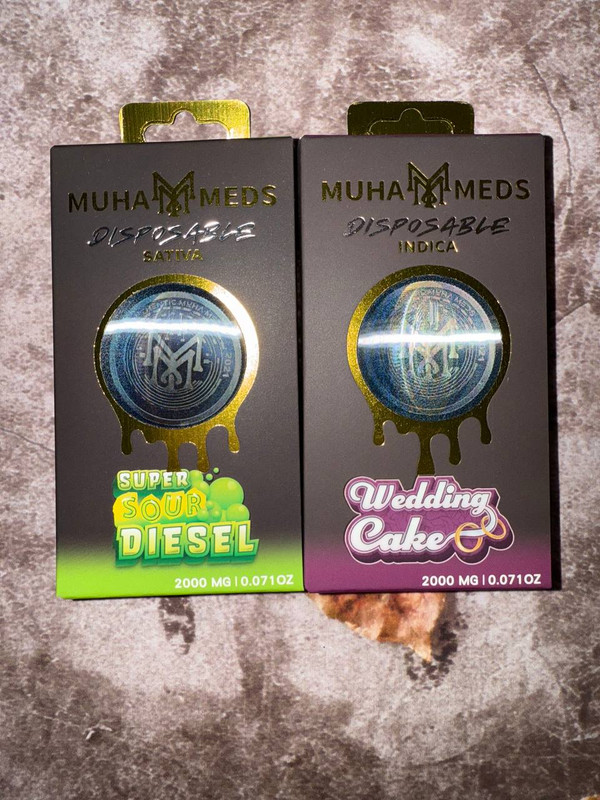 MUHA MEDS
DISPOSABLE
SATIVA
2021
SUPER
SOUR
DIESEL
2000 MG | 0.071OZ
MUHA MEDS
DISPOSABLE
INDICA
Wedding
Cake
2000 MG | 0.071OZ